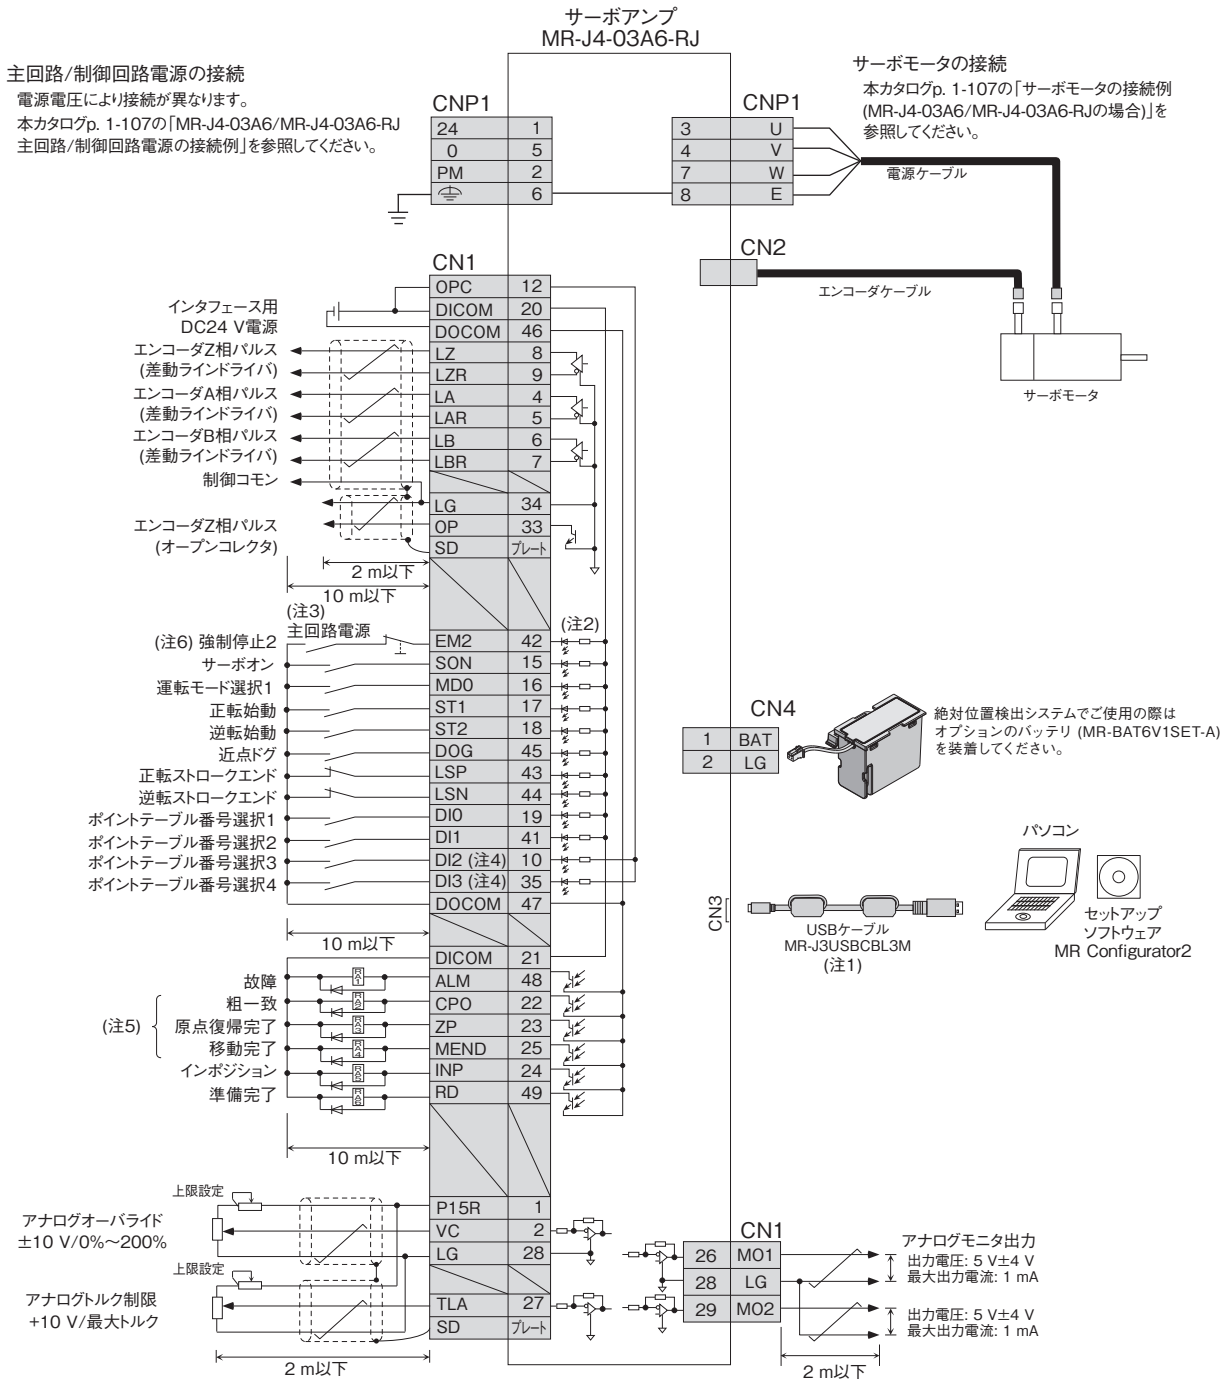 サーボアンプ
MR-J4-03A6-RJ
主回路/制御回路電源の接続
電源電圧により接続が異なります。
本カタログp. 1-107の「MR-J4-03A6/MR-J4-03A6-RJ
主回路/制御回路電源の接続例」を参照してください。
サーボモータの接続
本カタログp. 1-107の「サーボモータの接続例
(MR-J4-03A6/MR-J4-03A6-RJの場合)」を
参照してください。
CNP1
24 1
0 5
PM 2
6
CNP1
3 U
4 V
7 W
8 E
電源ケーブル
CN2
エンコーダケーブル
サーボモータ
CN1
OPC 12
インタフェース用
DC24 V電源
DICOM 20
DOCOM 46
エンコーダZ相パルス
(差動ラインドライバ)
LZ 8
LZR 9
エンコーダA相パルス
(差動ラインドライバ)
LA 4
LAR 5
エンコーダB相パルス
(差動ラインドライバ)
LB 6
LBR 7
制御コモン
LG 34
エンコーダZ相パルス
(オープンコレクタ)
OP 33
SD プレート
2 m以下
10 m以下
(注3)
主回路電源
(注2)
(注6) 強制停止2 EM2 42
サーボオン SON 15
運転モード選択1 MD0 16
正転始動 ST1 17
逆転始動 ST2 18
近点ドグ DOG 45
正転ストロークエンド LSP 43
逆転ストロークエンド LSN 44
ポイントテーブル番号選択1 DI0 19
ポイントテーブル番号選択2 DI1 41
ポイントテーブル番号選択3 DI2 (注4) 10
ポイントテーブル番号選択4 DI3 (注4) 35
DOCOM 47
10 m以下
CN4
1 BAT
2 LG
絶対位置検出システムでご使用の際は
オプションのバッテリ (MR-BAT6V1SET-A)
を装着してください。
パソコン
CN3
USBケーブル
MR-J3USBCBL3M
(注1)
セットアップ
ソフトウェア
MR Configurator2
DICOM 21
故障 RA1 ALM 48
(注5)
粗一致 RA2 CPO 22
原点復帰完了 RA3 ZP 23
移動完了 RA4 MEND 25
インポジション RA5 INP 24
準備完了 RA6 RD 49
10 m以下
上限設定
アナログオーバライド
±10 V/0%～200%
P15R 1
VC 2
LG 28
上限設定
アナログトルク制限
+10 V/最大トルク
TLA 27
SD プレート
2 m以下
CN1
26 MO1
28 LG
29 MO2
アナログモニタ出力
出力電圧: 5 V±4 V
最大出力電流: 1 mA
出力電圧: 5 V±4 V
最大出力電流: 1 mA
2 m以下